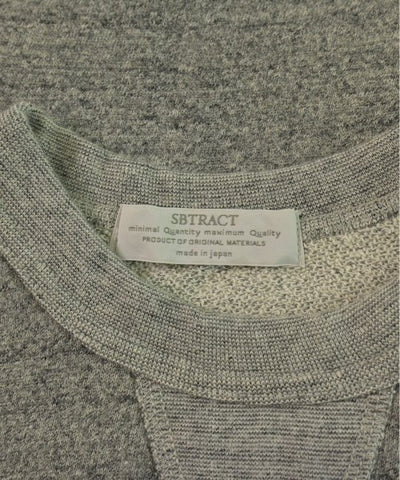 SBTRACT
minimal Quantity maximum Quality
PRODUCT OF ORIGINAL MATERIALS
made in japan